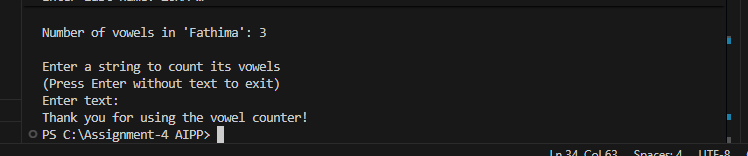 Number of vowels in 'Fathima': 3
Enter a string to count its vowels
(Press Enter without text to exit)
Enter text:
Thank you for using the vowel counter!
PS C:\Assignment-4 AIPP>
Ln 34, Col 63 Spaces: 4 UTF-8